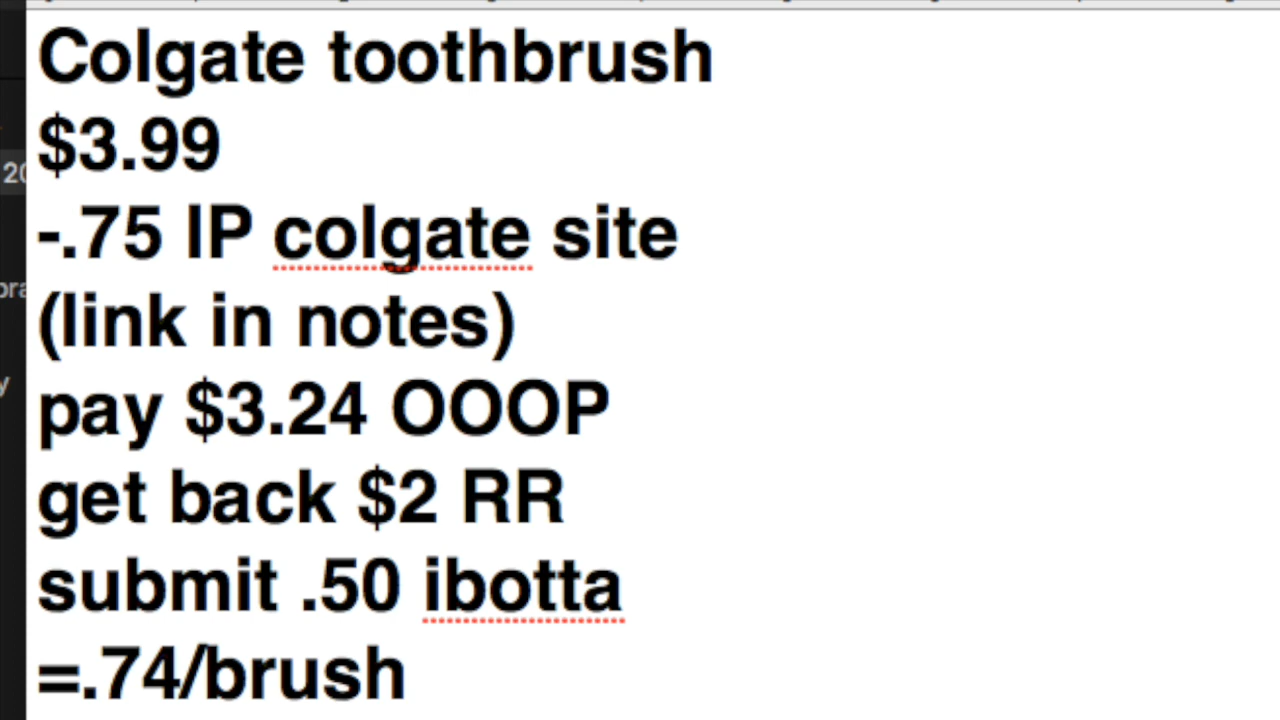 Colgate toothbrush
$3.99
-.75 IP colgate site
(link in notes)
pay $3.24 OOOP
get back $2 RR
submit .50 ibotta
=.74/brush